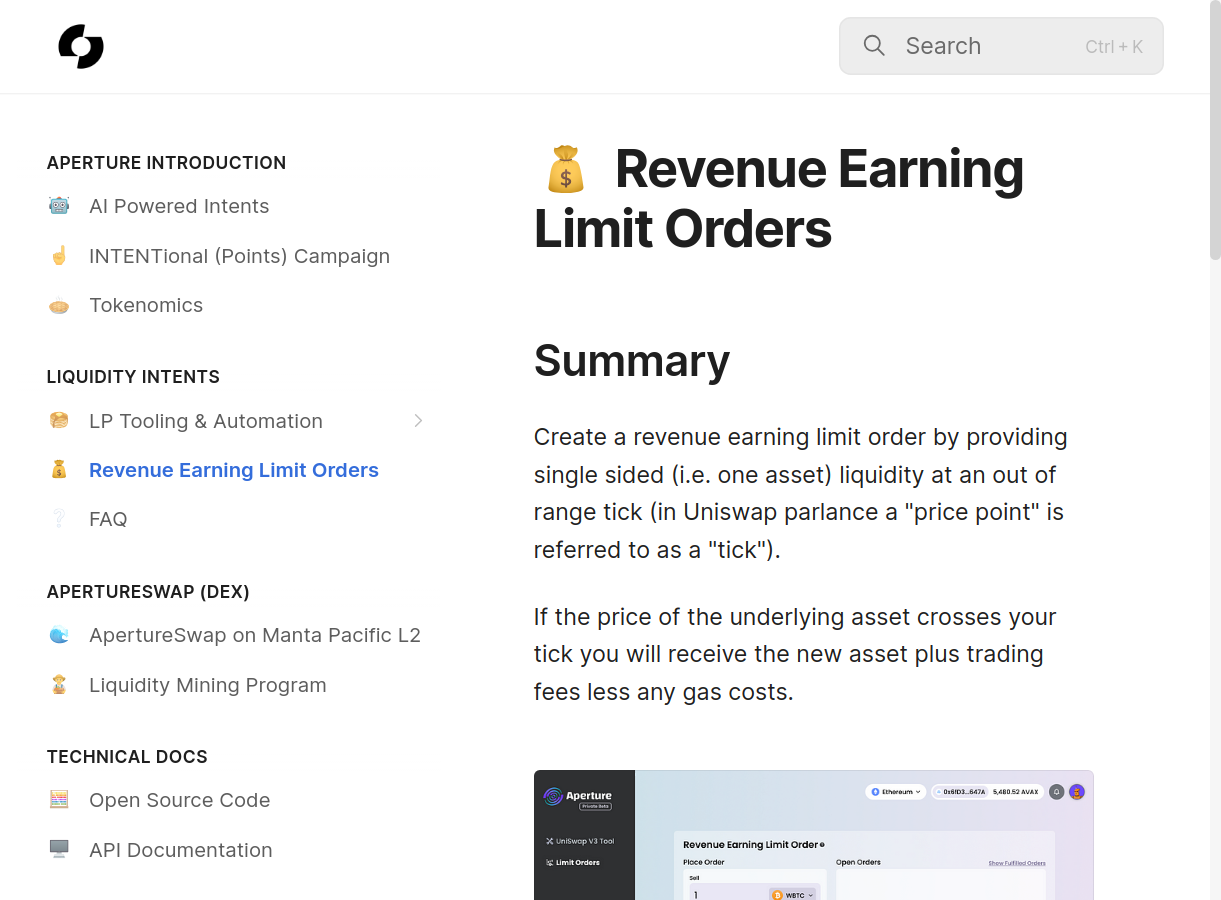 Search
Ctrl + K
APERTURE INTRODUCTION
AI Powered Intents
INTENTional (Points) Campaign
Tokenomics
LIQUIDITY INTENTS
LP Tooling & Automation
Revenue Earning Limit Orders
FAQ
APERTURESWAP (DEX)
ApertureSwap on Manta Pacific L2
Liquidity Mining Program
TECHNICAL DOCS
Open Source Code
API Documentation
Revenue Earning
Limit Orders
Summary
Create a revenue earning limit order by providing
single sided (i.e. one asset) liquidity at an out of
range tick (in Uniswap parlance a "price point" is
referred to as a "tick").
If the price of the underlying asset crosses your
tick you will receive the new asset plus trading
fees less any gas costs.
Aperture
Private Beta
UniSwap V3 Tool
Limit Orders
Ethereum
0x6fD3...647A
5,480.52 AVAX
Revenue Earning Limit Order
Place Order
Open Orders
Show Fulfilled Orders
Sell
1
WBTC